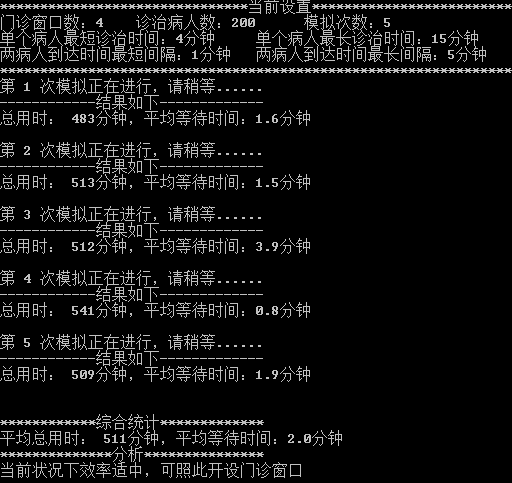 ******************************当前设置*************************
门诊窗口数：4    诊治病人数：200      模拟次数：5
单个病人最短诊治时间：4分钟     单个病人最长诊治时间：15分钟
两病人到达时间最短间隔：1分钟   两病人到达时间最长间隔：5分钟
****************************************************************
第 1 次模拟正在进行，请稍等......
------------结果如下-------------
总用时： 483分钟，平均等待时间：1.6分钟
第 2 次模拟正在进行，请稍等......
------------结果如下-------------
总用时： 513分钟，平均等待时间：1.5分钟
第 3 次模拟正在进行，请稍等......
------------结果如下-------------
总用时： 512分钟，平均等待时间：3.9分钟
第 4 次模拟正在进行，请稍等......
------------结果如下-------------
总用时： 541分钟，平均等待时间：0.8分钟
第 5 次模拟正在进行，请稍等......
------------结果如下-------------
总用时： 509分钟，平均等待时间：1.9分钟
************综合统计*************
平均总用时： 511分钟，平均等待时间：2.0分钟
**************分析***************
当前状况下效率适中，可照此开设门诊窗口